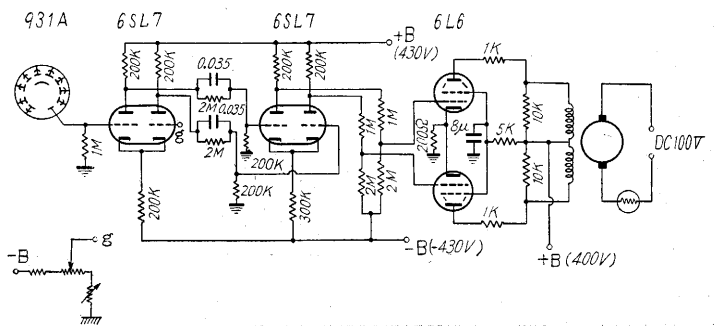 931A
6SL7
6SL7
6L6
+B
(430V)
200K
200K
0.035
2M
0.035
2M
1M
g
200K
200K
200K
200K
200K
300K
1M
1M
2M
2M
1K
270Ω
8μ
5K
10K
10K
1K
DC100V
-B(-430V)
+B(400V)
-B
g